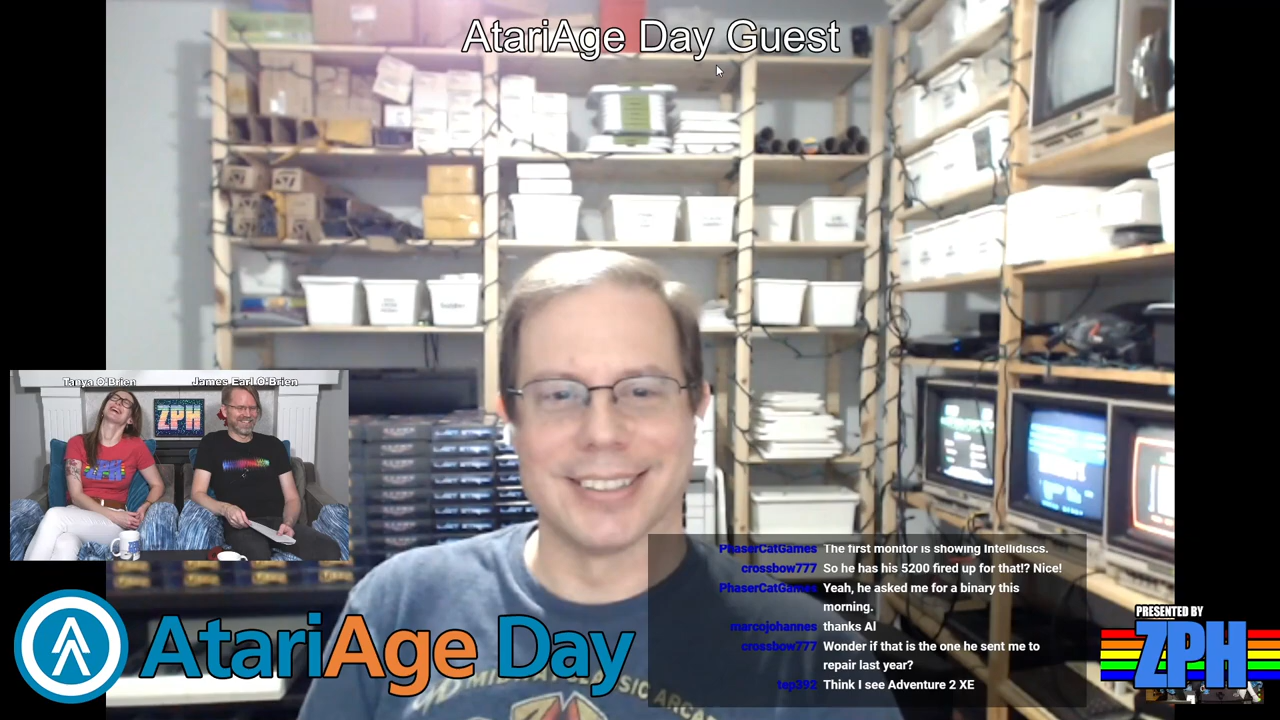 AtariAge Day Guest
Tanya O'Brien
James Earl O'Brien
ZPH
ZPH
PhaserCatGames The first monitor is showing Intellidiscs.
crossbow777 So he has his 5200 fired up for that!? Nice!
PhaserCatGames Yeah, he asked me for a binary this
morning.
marcojohannes thanks Al
crossbow777 Wonder if that is the one he sent me to
repair last year?
tep392 Think I see Adventure 2 XE
AtariAge Day
PRESENTED BY
ZPH